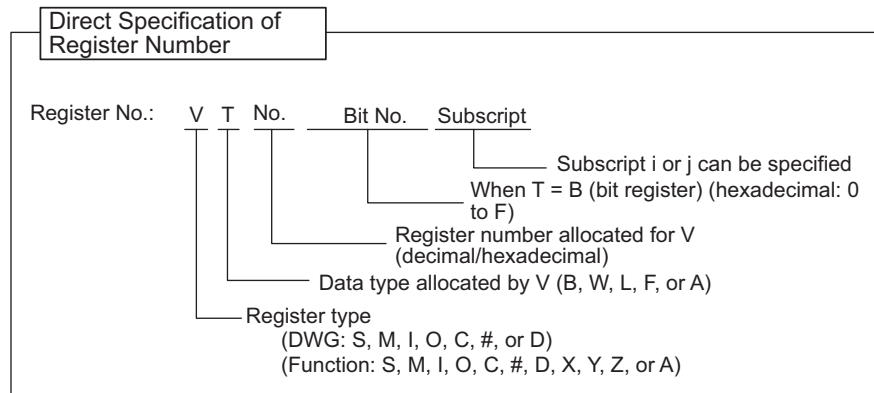 Direct Specification of
Register Number
Register No.: V T No. Bit No. Subscript
Subscript i or j can be specified
When T = B (bit register) (hexadecimal: 0
to F)
Register number allocated for V
(decimal/hexadecimal)
Data type allocated by V (B, W, L, F, or A)
Register type
(DWG: S, M, I, O, C, #, or D)
(Function: S, M, I, O, C, #, D, X, Y, Z, or A)